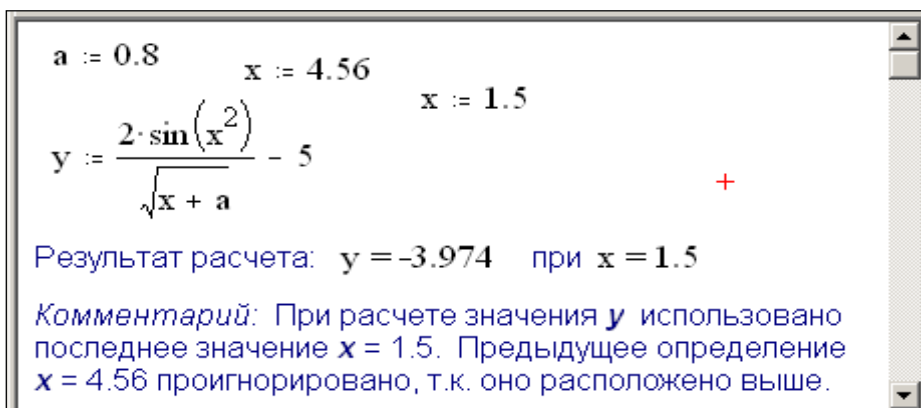 a := 0.8
x := 4.56
x := 1.5
y := 2·sin(x²)/√(x + a) - 5
Результат расчета: y = -3.974 при x = 1.5
Комментарий: При расчете значения y использовано
последнее значение x = 1.5. Предыдущее определение
x = 4.56 проигнорировано, т.к. оно расположено выше.